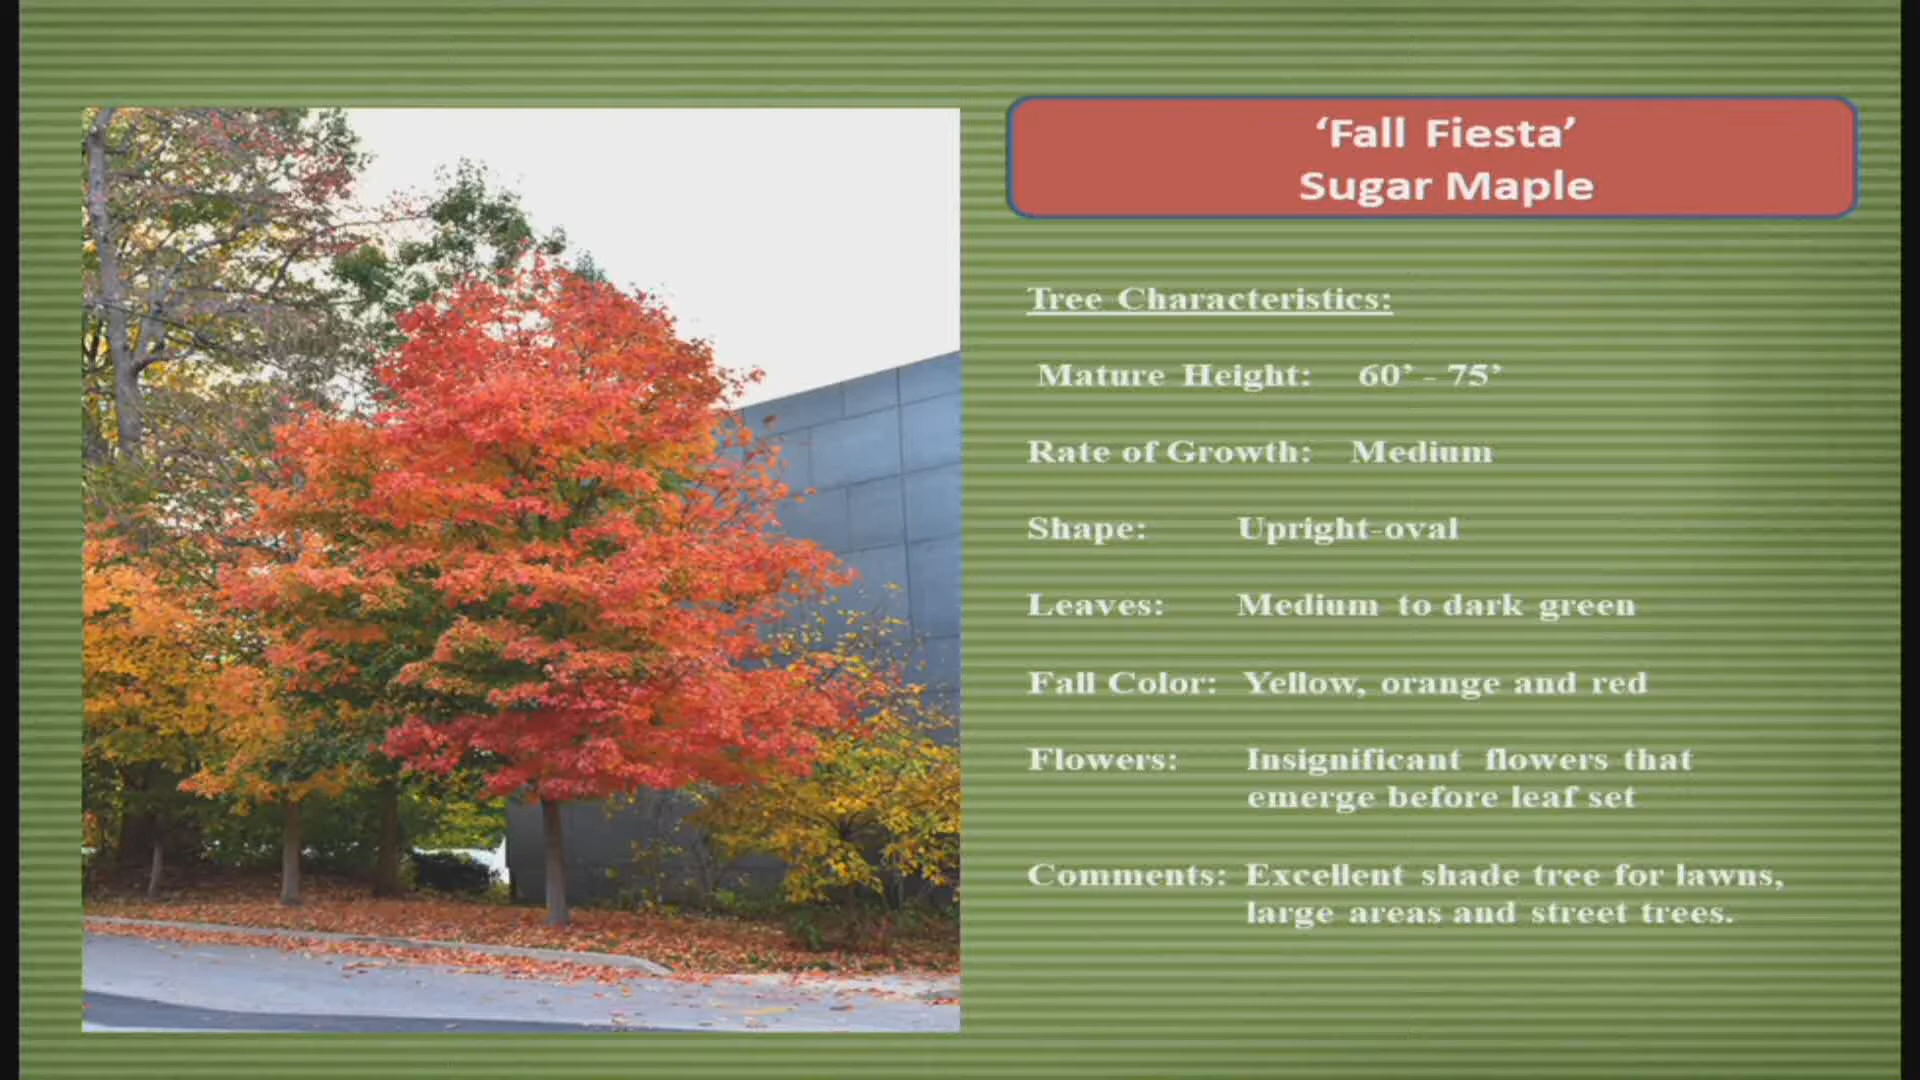 ‘Fall Fiesta’
Sugar Maple
Tree Characteristics:
Mature Height: 60’ - 75’
Rate of Growth: Medium
Shape: Upright-oval
Leaves: Medium to dark green
Fall Color: Yellow, orange and red
Flowers: Insignificant flowers that
emerge before leaf set
Comments: Excellent shade tree for lawns,
large areas and street trees.